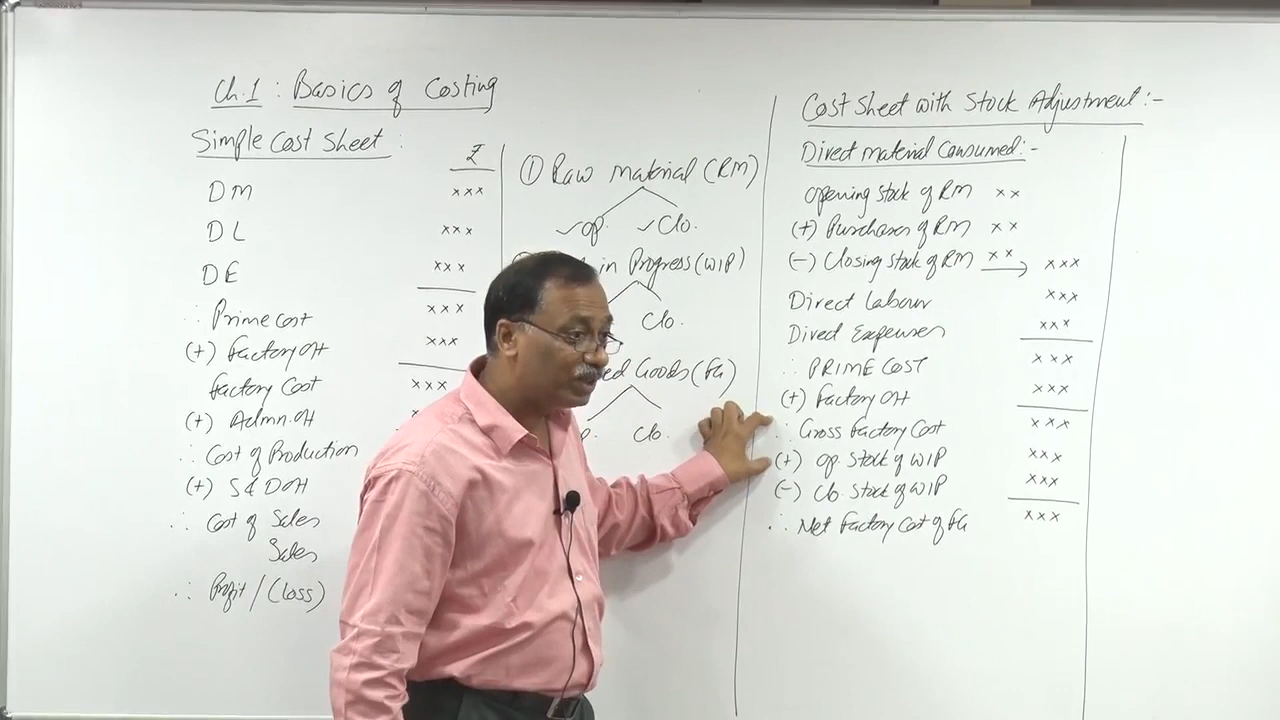 Ch.1 : Basics of Costing
Simple Cost Sheet :
₹
DM xxx
DL xxx
DE xxx
∴ Prime Cost xxx
(+) Factory OH xxx
Factory Cost xxx
(+) Admn. OH
∴ Cost of Production
(+) S&D OH
∴ Cost of Sales
Sales
∴ Profit / (Loss)
① Raw Material (RM)
✓op. ✓Clo.
in Progress (WIP)
Clo.
Goods (FG)
Clo.
Cost Sheet with Stock Adjustment :-
Direct Material Consumed :-
Opening Stock of RM xx
(+) Purchases of RM xx
(-) Closing Stock of RM xx → xxx
Direct Labour xxx
Direct Expenses xxx
∴ PRIME COST xxx
(+) Factory OH xxx
∴ Gross Factory Cost xxx
(+) Op. Stock of WIP xxx
(-) Clo. Stock of WIP xxx
∴ Net Factory Cost of FG xxx